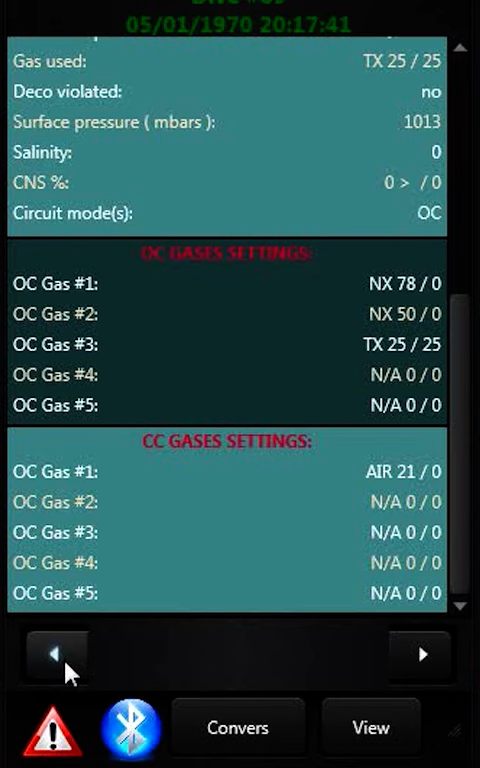 05/01/1970 20:17:41
Gas used: TX 25 / 25
Deco violated: no
Surface pressure ( mbars ): 1013
Salinity: 0
CNS %: 0 > / 0
Circuit mode(s): OC
OC GASES SETTINGS:
OC Gas #1: NX 78 / 0
OC Gas #2: NX 50 / 0
OC Gas #3: TX 25 / 25
OC Gas #4: N/A 0 / 0
OC Gas #5: N/A 0 / 0
CC GASES SETTINGS:
OC Gas #1: AIR 21 / 0
OC Gas #2: N/A 0 / 0
OC Gas #3: N/A 0 / 0
OC Gas #4: N/A 0 / 0
OC Gas #5: N/A 0 / 0
Convers View